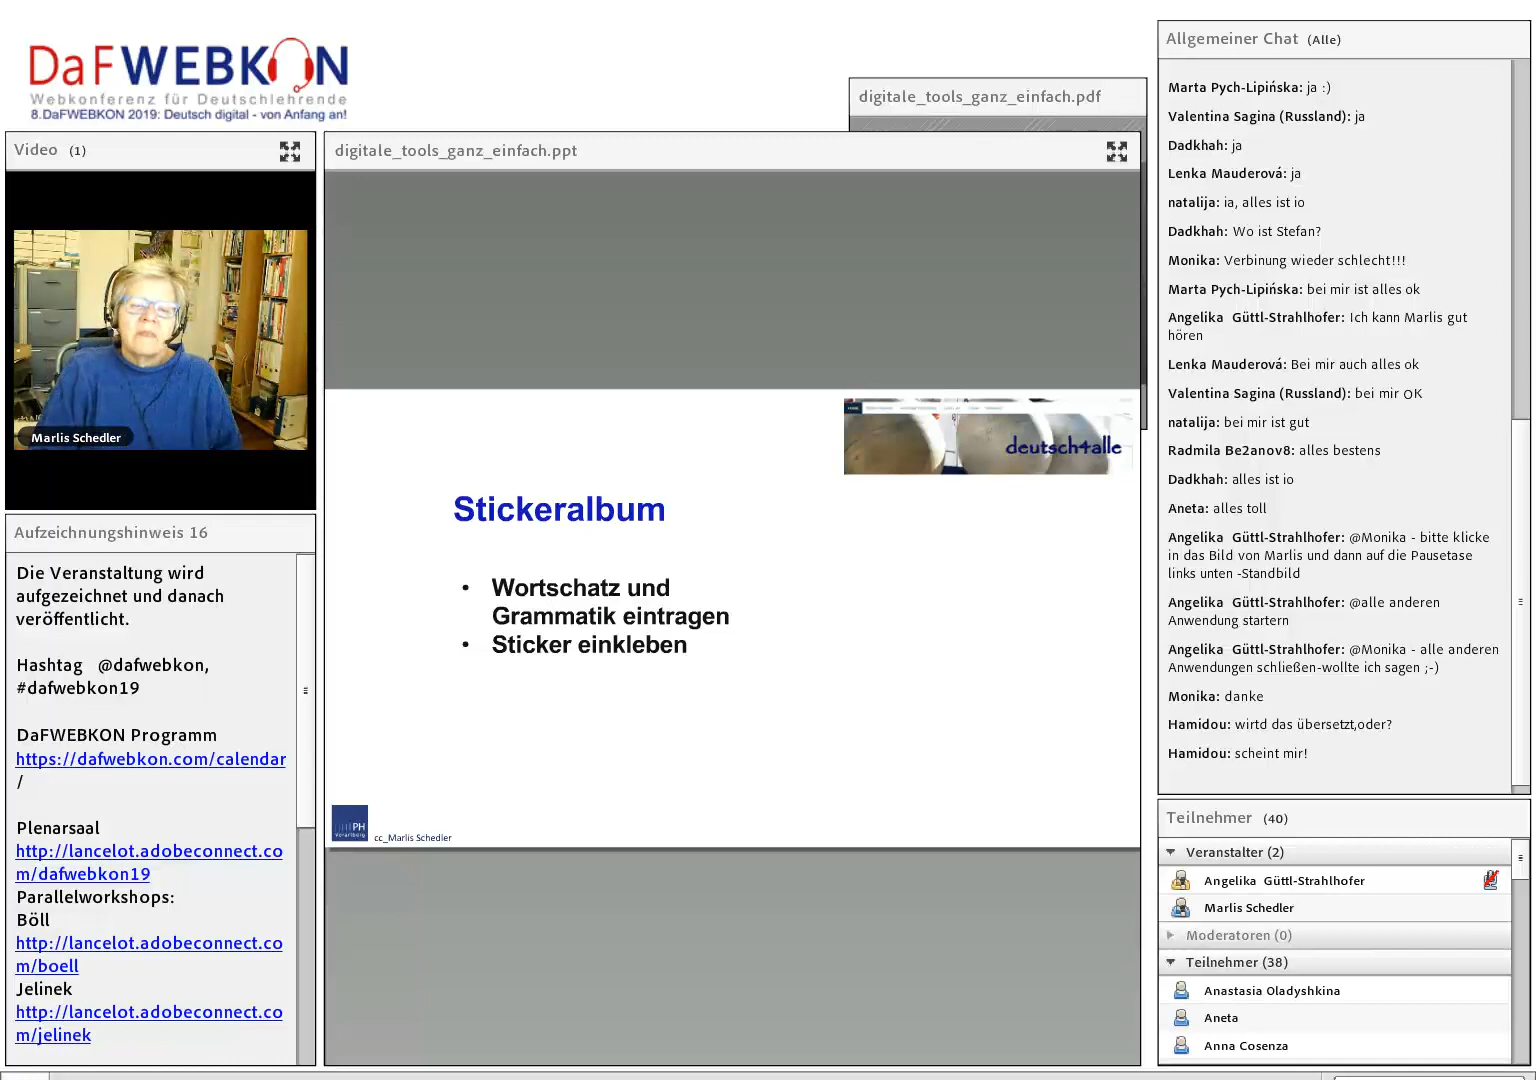 DaFWEBKON
Webkonferenz für Deutschlehrende
8.DaFWEBKON 2019: Deutsch digital - von Anfang an!
Video (1)
Marlis Schedler
Aufzeichnungshinweis 16
Die Veranstaltung wird
aufgezeichnet und danach
veröffentlicht.
Hashtag @dafwebkon,
#dafwebkon19
DaFWEBKON Programm
https://dafwebkon.com/calendar
/
Plenarsaal
http://lancelot.adobeconnect.co
m/dafwebkon19
Parallelworkshops:
Böll
http://lancelot.adobeconnect.co
m/boell
Jelinek
http://lancelot.adobeconnect.co
m/jelinek
digitale_tools_ganz_einfach.pdf
digitale_tools_ganz_einfach.ppt
deutsch4alle
Stickeralbum
• Wortschatz und
Grammatik eintragen
• Sticker einkleben
PH
Vorarlberg
cc_Marlis Schedler
Allgemeiner Chat (Alle)
Marta Pych-Lipińska: ja :)
Valentina Sagina (Russland): ja
Dadkhah: ja
Lenka Mauderová: ja
natalija: ia, alles ist io
Dadkhah: Wo ist Stefan?
Monika: Verbinung wieder schlecht!!!
Marta Pych-Lipińska: bei mir ist alles ok
Angelika Güttl-Strahlhofer: Ich kann Marlis gut
hören
Lenka Mauderová: Bei mir auch alles ok
Valentina Sagina (Russland): bei mir OK
natalija: bei mir ist gut
Radmila Be2anov8: alles bestens
Dadkhah: alles ist io
Aneta: alles toll
Angelika Güttl-Strahlhofer: @Monika - bitte klicke
in das Bild von Marlis und dann auf die Pausetase
links unten -Standbild
Angelika Güttl-Strahlhofer: @alle anderen
Anwendung starten
Angelika Güttl-Strahlhofer: @Monika - alle anderen
Anwendungen schließen-wollte ich sagen ;-)
Monika: danke
Hamidou: wirtd das übersetzt,oder?
Hamidou: scheint mir!
Teilnehmer (40)
Veranstalter (2)
Angelika Güttl-Strahlhofer
Marlis Schedler
Moderatoren (0)
Teilnehmer (38)
Anastasia Oladyshkina
Aneta
Anna Cosenza